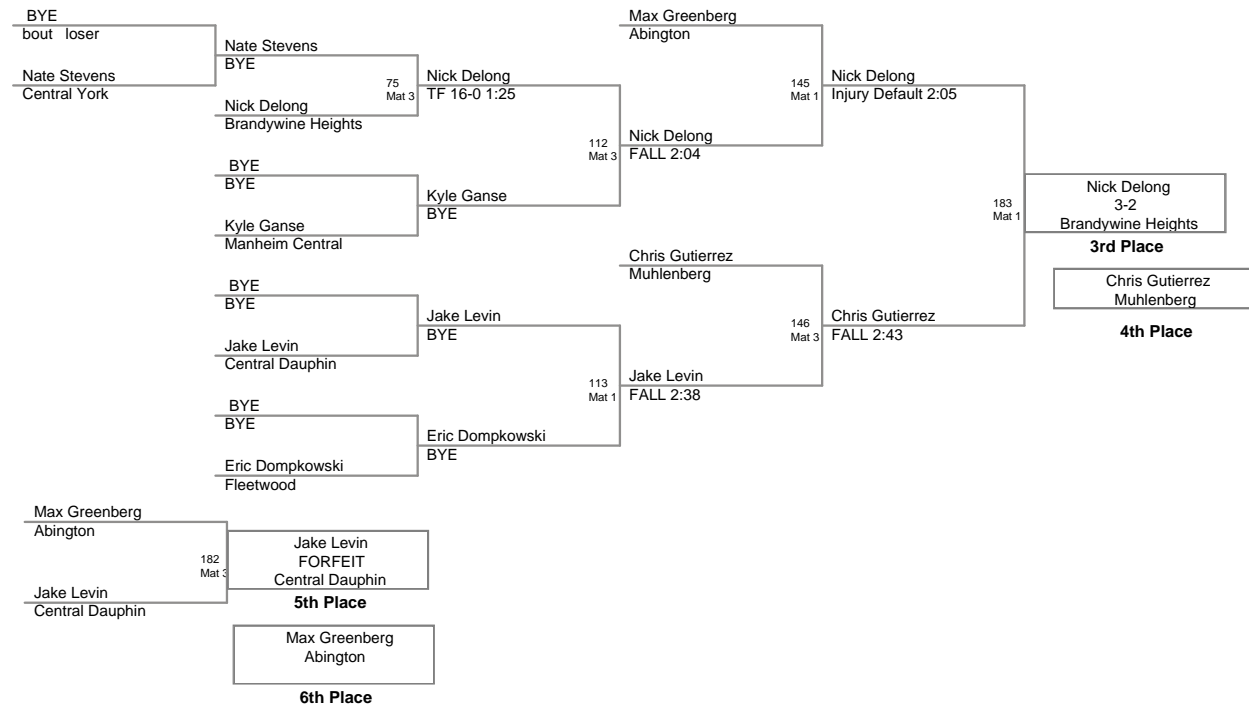 BYE
bout loser
Nate Stevens
Central York
Nate Stevens
BYE
75
Mat 3
Nick Delong
Brandywine Heights
Nick Delong
TF 16-0 1:25
BYE
BYE
Kyle Ganse
Manheim Central
Kyle Ganse
BYE
112
Mat 3
Nick Delong
FALL 2:04
Max Greenberg
Abington
145
Mat 1
Nick Delong
Injury Default 2:05
BYE
BYE
Jake Levin
Central Dauphin
Jake Levin
BYE
BYE
BYE
Eric Dompkowski
Fleetwood
Eric Dompkowski
BYE
113
Mat 1
Jake Levin
FALL 2:38
Chris Gutierrez
Muhlenberg
146
Mat 3
Chris Gutierrez
FALL 2:43
183
Mat 1
Nick Delong
3-2
Brandywine Heights
3rd Place
Chris Gutierrez
Muhlenberg
4th Place
Max Greenberg
Abington
Jake Levin
Central Dauphin
182
Mat 3
Jake Levin
FORFEIT
Central Dauphin
5th Place
Max Greenberg
Abington
6th Place